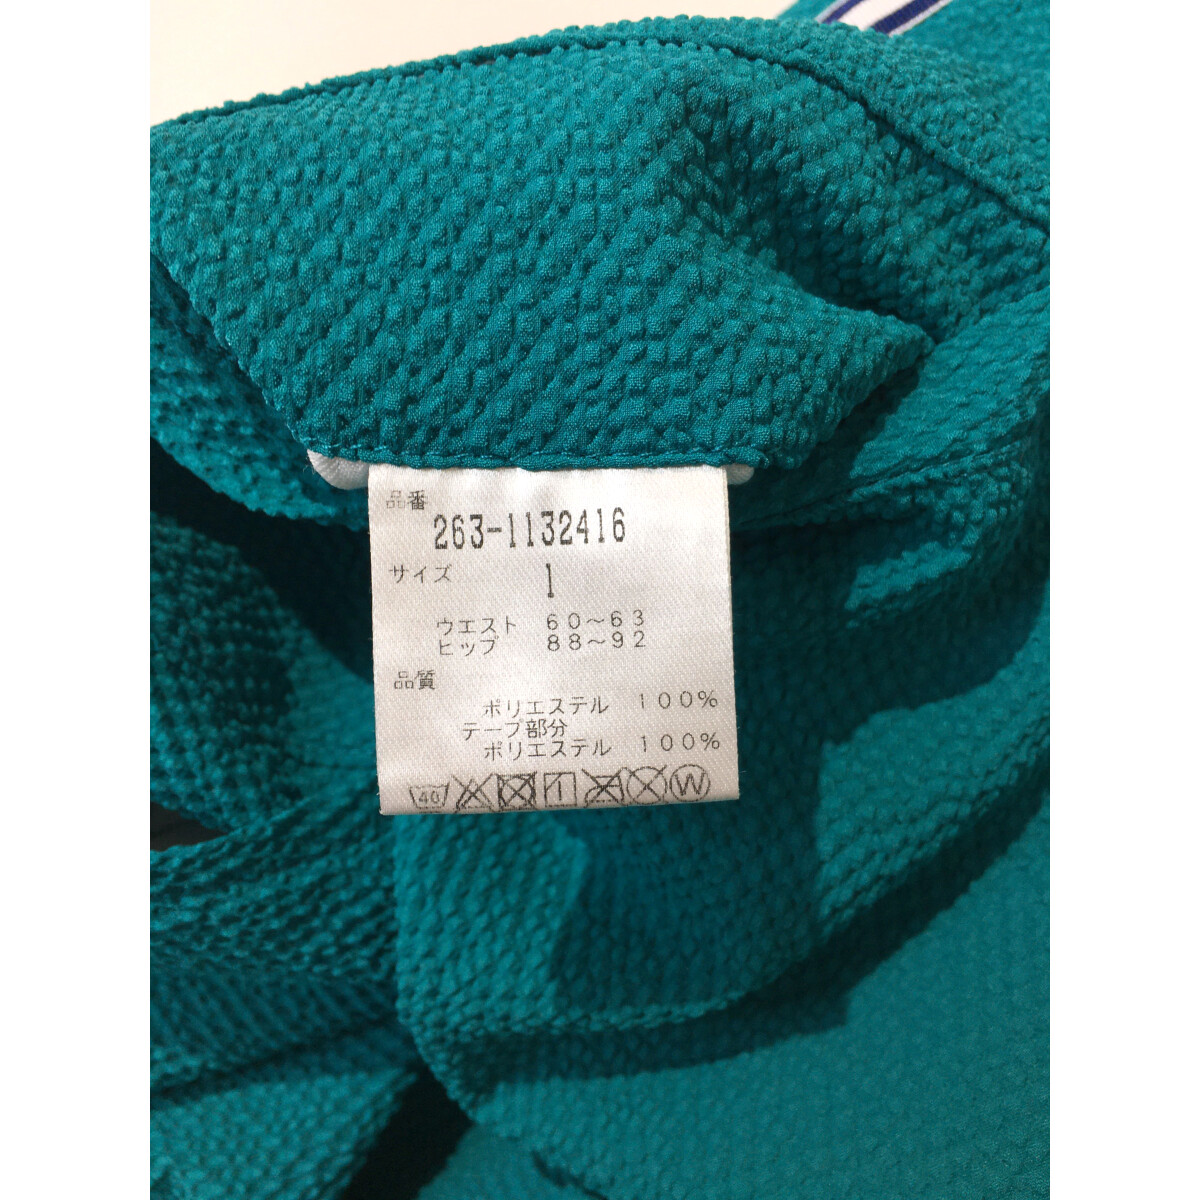 品番
263-1132416
サイズ 1
ウエスト 60～63
ヒップ 88～92
品質
ポリエステル 100%
テープ部分
ポリエステル 100%
40 W